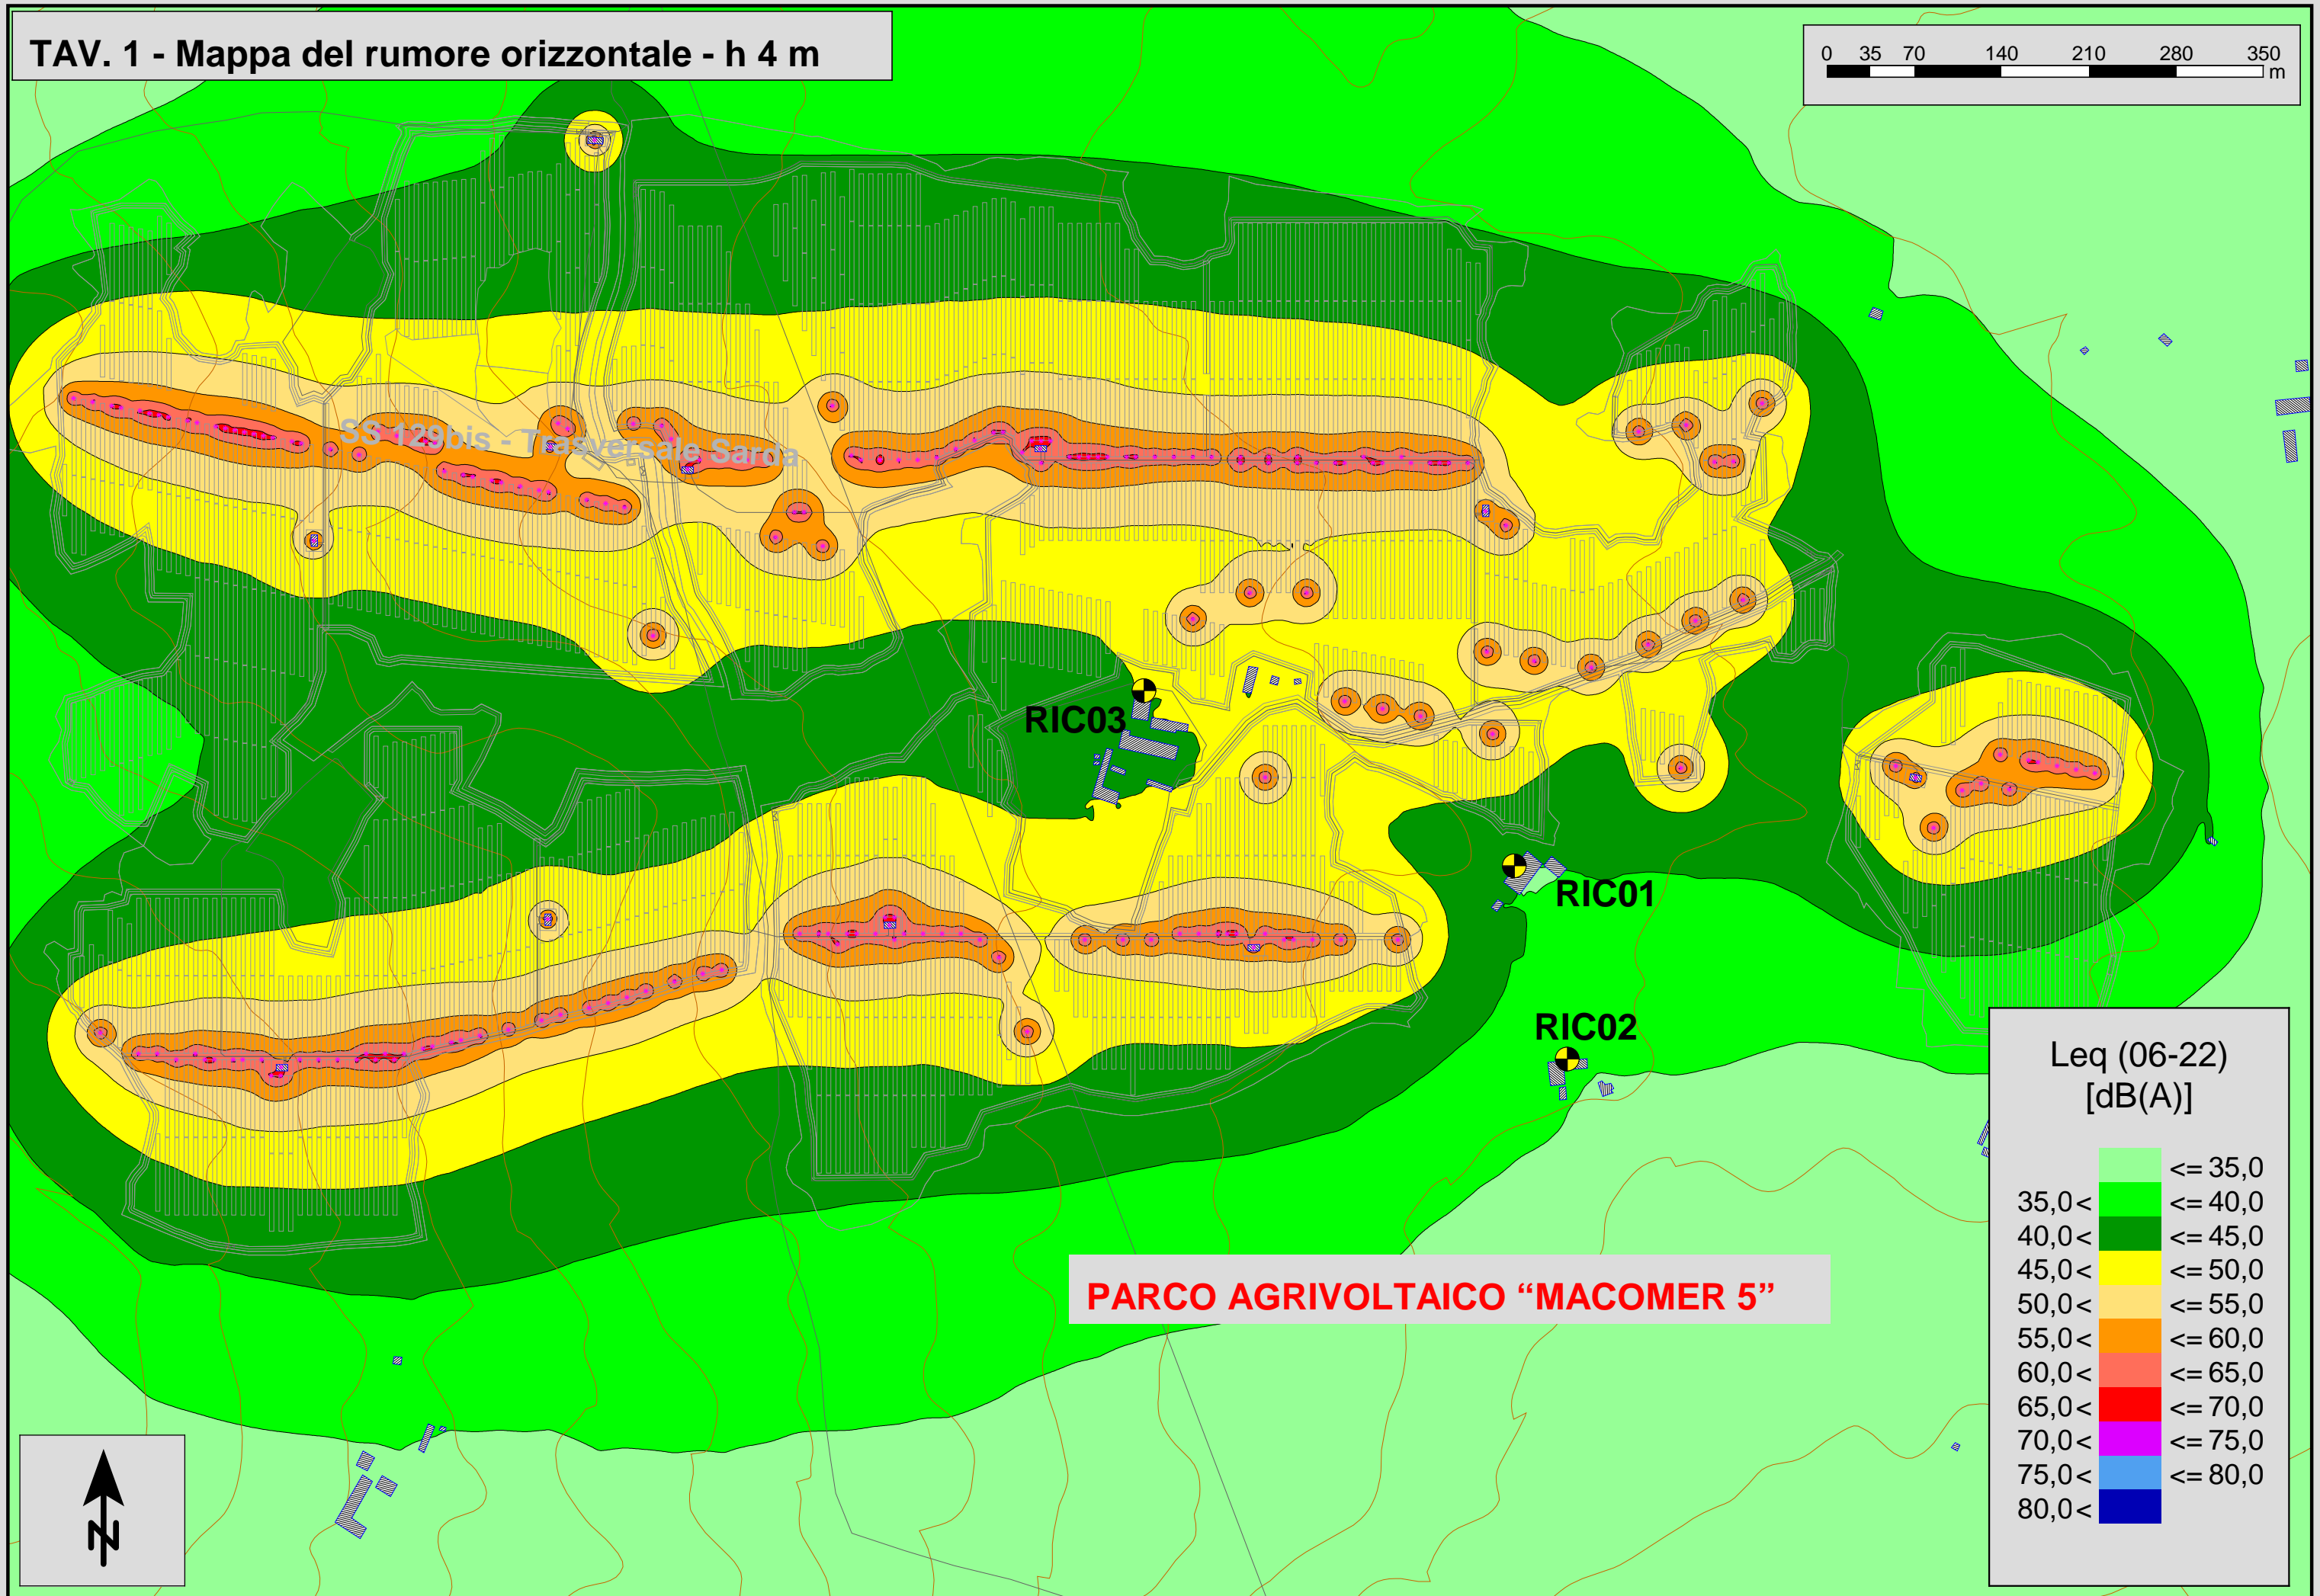 TAV. 1 - Mappa del rumore orizzontale - h 4 m
0 35 70 140 210 280 350
m
SS 129bis - Trasversale Sarda
RIC03
RIC01
RIC02
PARCO AGRIVOLTAICO “MACOMER 5”
Leq (06-22)
[dB(A)]
<= 35,0
35,0 < <= 40,0
40,0 < <= 45,0
45,0 < <= 50,0
50,0 < <= 55,0
55,0 < <= 60,0
60,0 < <= 65,0
65,0 < <= 70,0
70,0 < <= 75,0
75,0 < <= 80,0
80,0 <
N